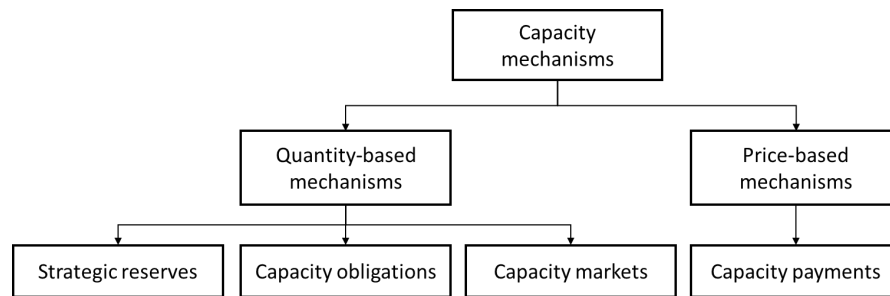 Capacity
mechanisms
Quantity-based
mechanisms
Price-based
mechanisms
Strategic reserves
Capacity obligations
Capacity markets
Capacity payments